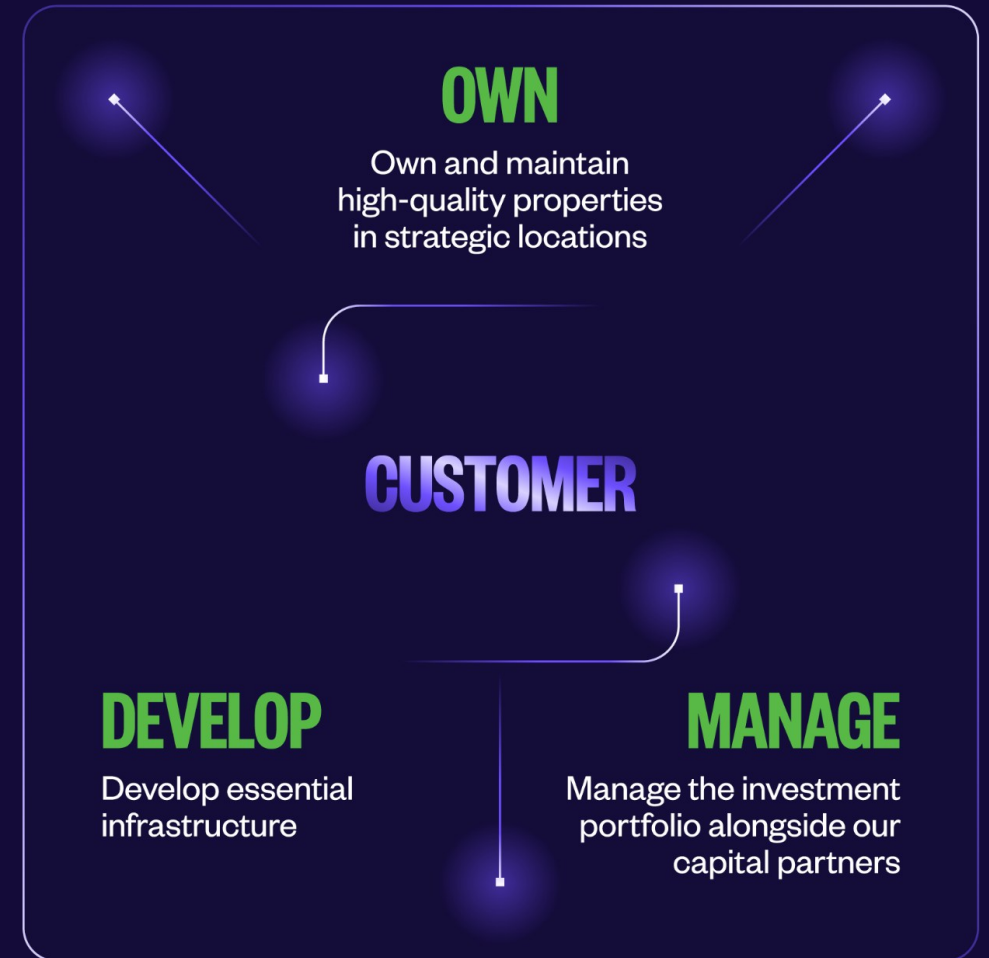 OWN
Own and maintain
high-quality properties
in strategic locations
CUSTOMER
DEVELOP
Develop essential
infrastructure
MANAGE
Manage the investment
portfolio alongside our
capital partners